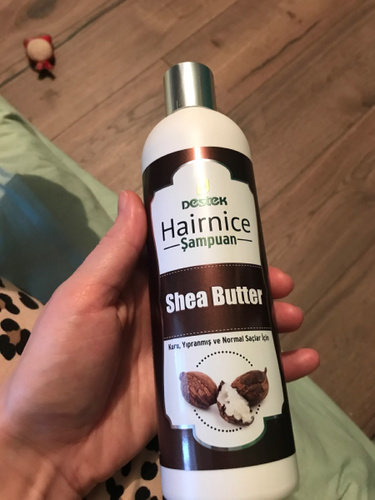 Destek
Hairnice
Şampuan
Shea Butter
Kuru, Yıpranmış ve Normal Saçlar İçin